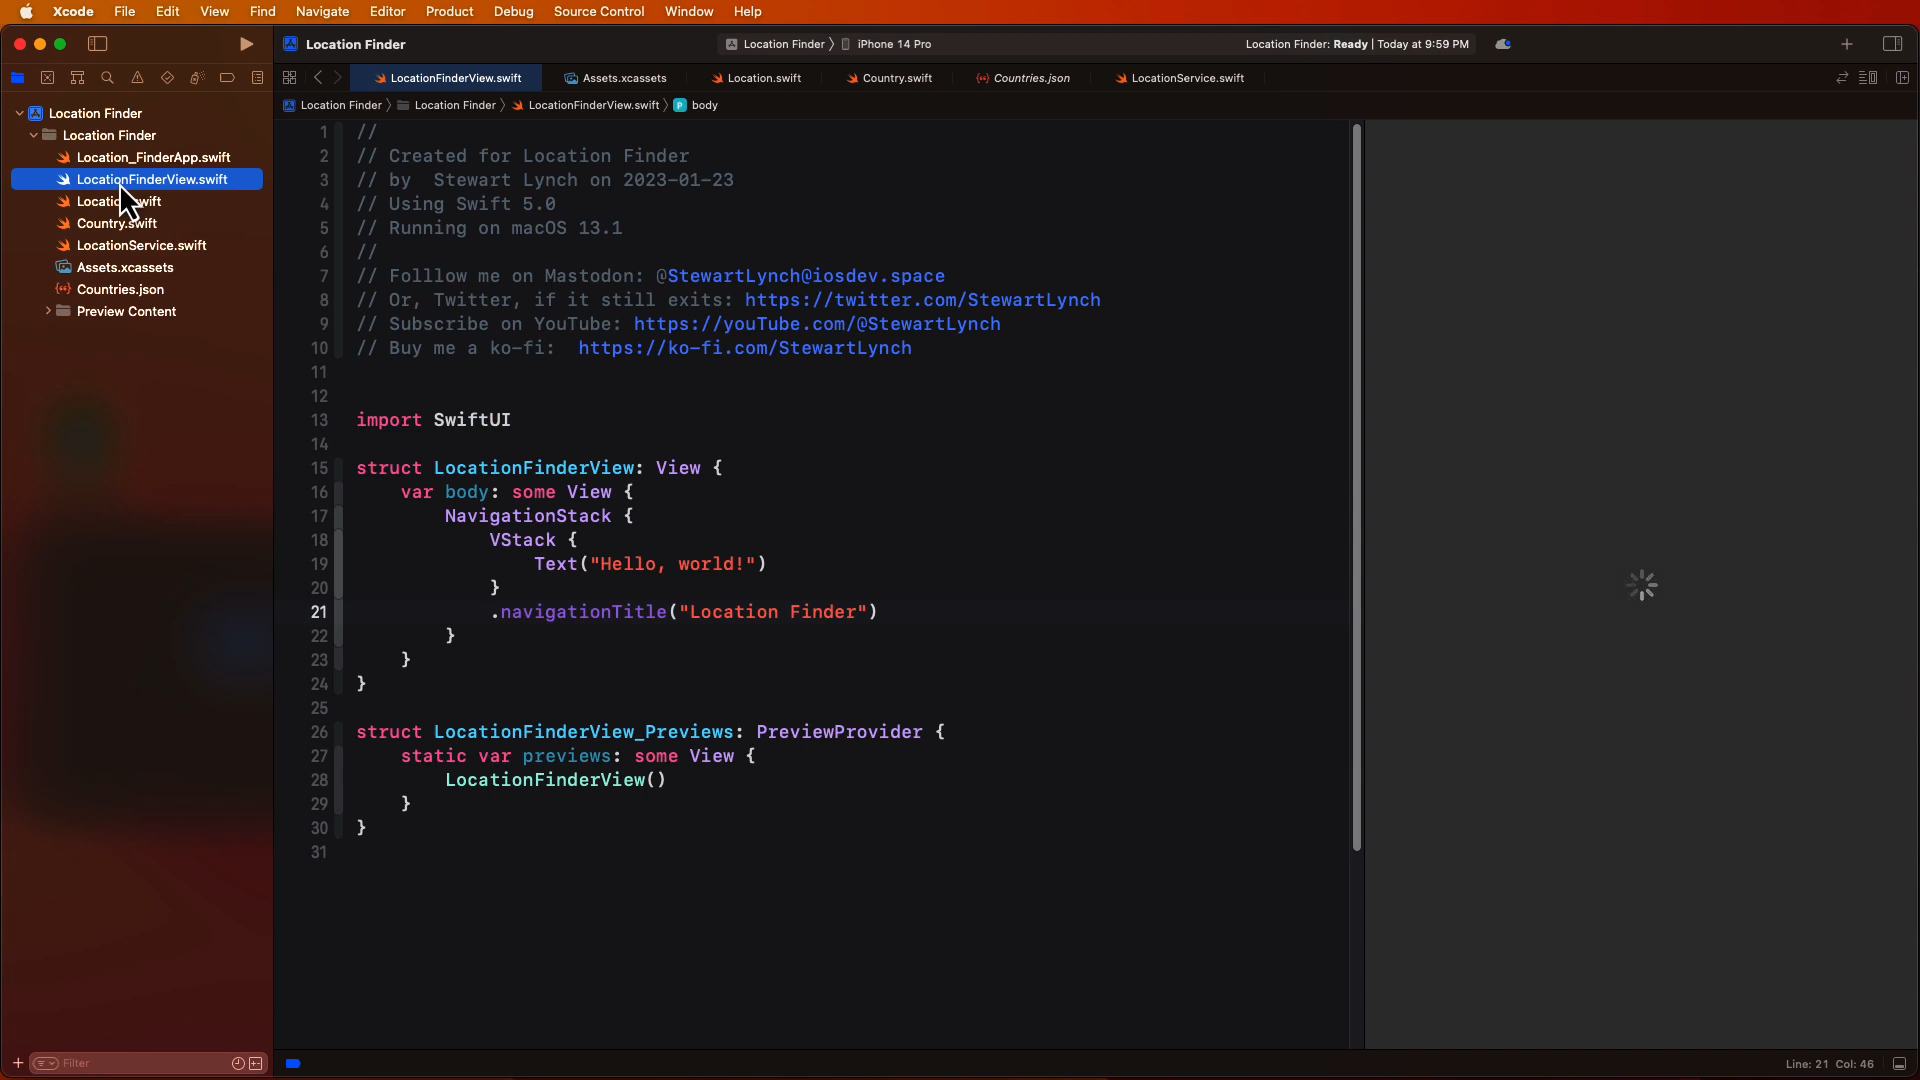 Xcode File Edit View Find Navigate Editor Product Debug Source Control Window Help
Location Finder
Location Finder 〉 iPhone 14 Pro
Location Finder: Ready | Today at 9:59 PM
LocationFinderView.swift
Assets.xcassets
Location.swift
Country.swift
Countries.json
LocationService.swift
Location Finder 〉 Location Finder 〉 LocationFinderView.swift 〉 P body
Location Finder
Location Finder
Location_FinderApp.swift
LocationFinderView.swift
Country.swift
LocationService.swift
Assets.xcassets
Countries.json
Preview Content
1 //
2 // Created for Location Finder
3 // by  Stewart Lynch on 2023-01-23
4 // Using Swift 5.0
5 // Running on macOS 13.1
6 //
7 // Folllow me on Mastodon: @StewartLynch@iosdev.space
8 // Or, Twitter, if it still exits: https://twitter.com/StewartLynch
9 // Subscribe on YouTube: https://youTube.com/@StewartLynch
10 // Buy me a ko-fi:  https://ko-fi.com/StewartLynch
11
12
13 import SwiftUI
14
15 struct LocationFinderView: View {
16     var body: some View {
17         NavigationStack {
18             VStack {
19                 Text("Hello, world!")
20             }
21             .navigationTitle("Location Finder")
22         }
23     }
24 }
25
26 struct LocationFinderView_Previews: PreviewProvider {
27     static var previews: some View {
28         LocationFinderView()
29     }
30 }
31
Filter
Line: 21 Col: 46